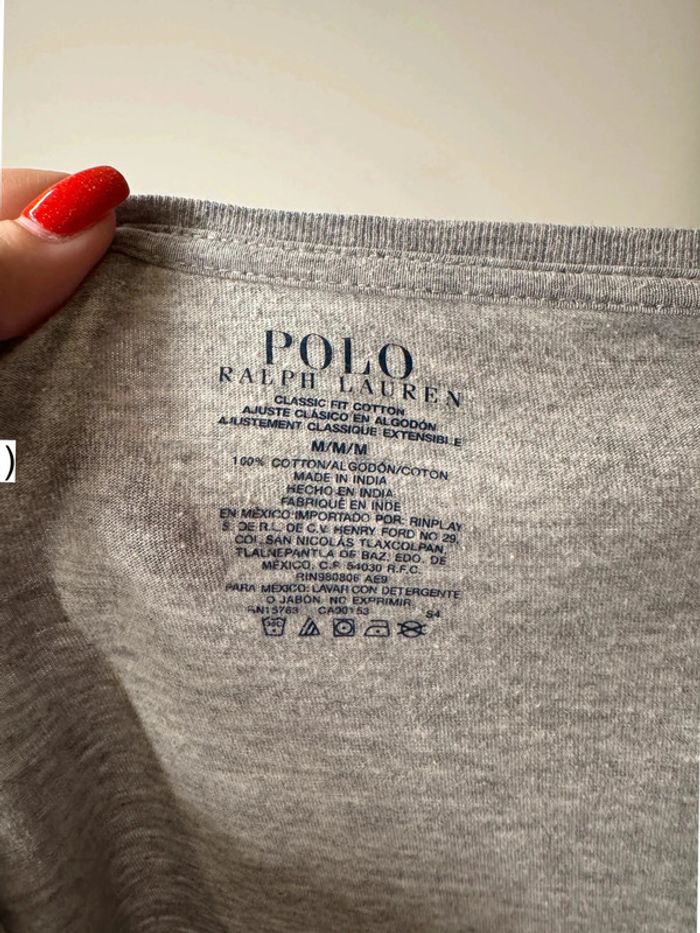 POLO
RALPH LAUREN
CLASSIC FIT COTTON
AJUSTE CLÁSICO EN ALGODÓN
AJUSTEMENT CLASSIQUE EXTENSIBLE
M/M/M
100% COTTON/ALGODÓN/COTON
MADE IN INDIA
HECHO EN INDIA
FABRIQUÉ EN INDE
EN MÉXICO IMPORTADO POR: RINPLAY
S. DE R.L. DE C.V. HENRY FORD NO 29,
COL. SAN NICOLÁS TLAXCOLPAN,
TLALNEPANTLA DE BAZ, EDO. DE
MÉXICO, C.P. 54030 R.F.C.
RIN980806 AE9
PARA MÉXICO: LAVAR CON DETERGENTE
O JABÓN. NO EXPRIMIR
RN15763 CA00153 S4
)